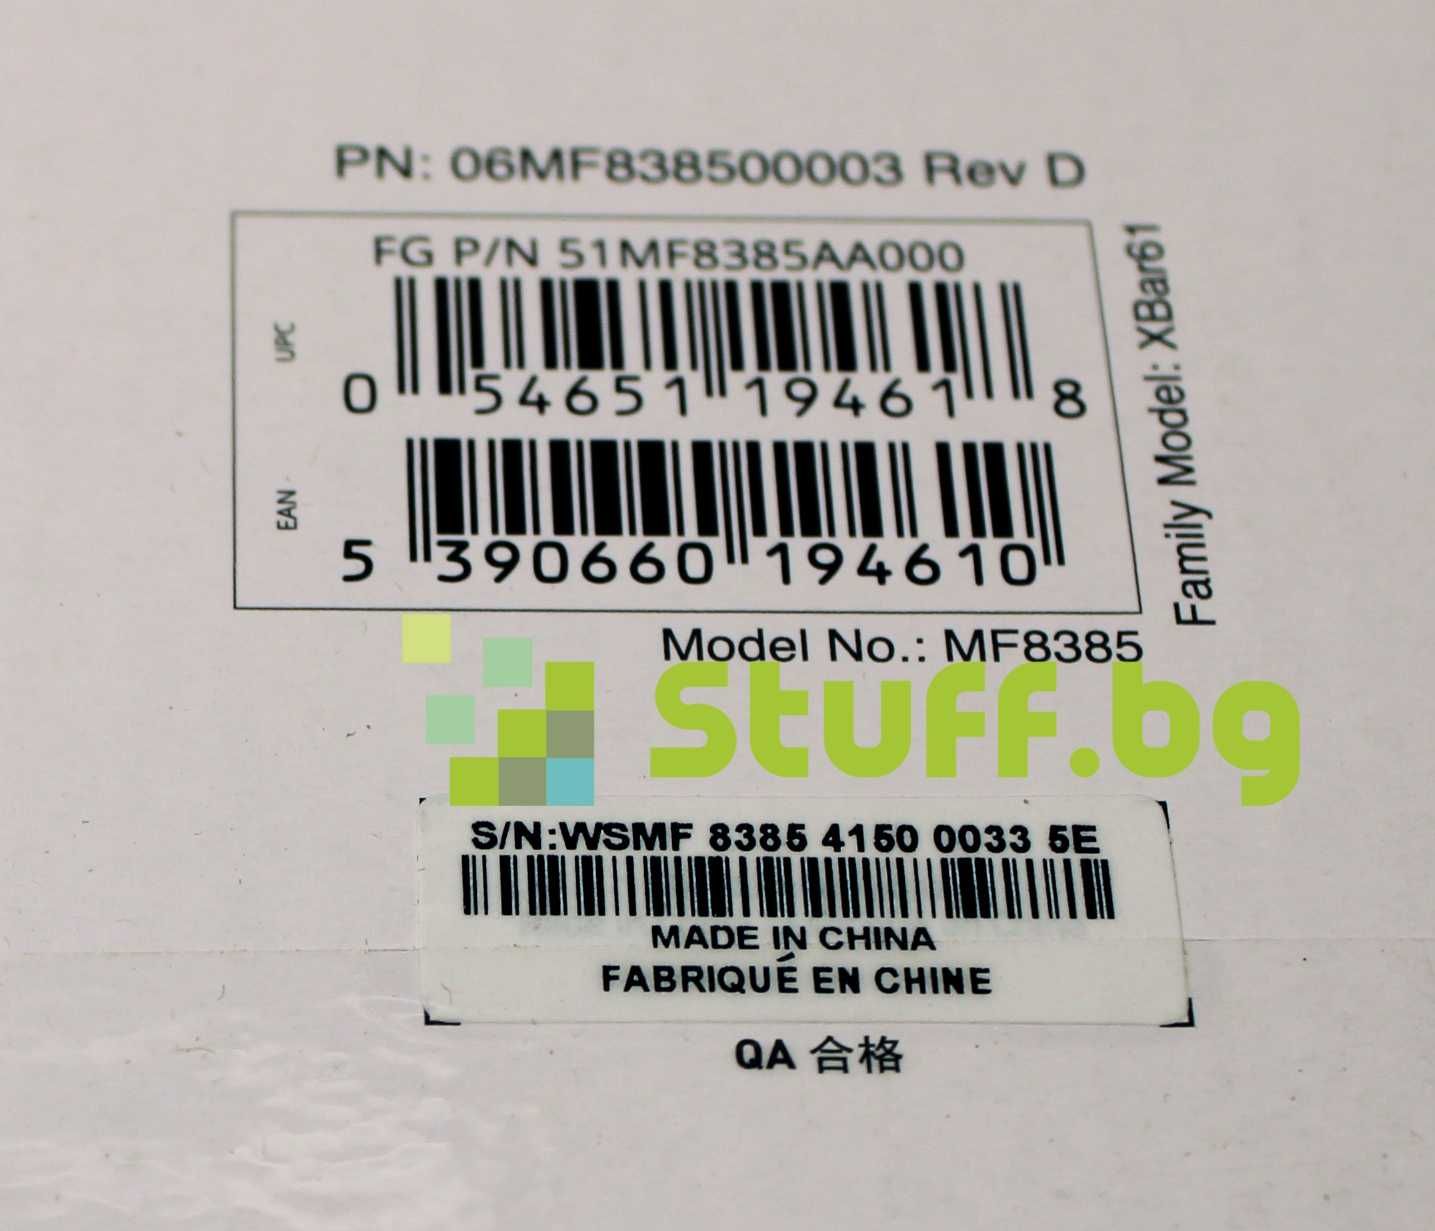 PN: 06MF838500003 Rev D
FG P/N 51MF8385AA000
UPC
0 54651 19461 8
EAN
5 390660 194610
Family Model: XBar61
Model No.: MF8385
Stuff.bg
S/N:WSMF 8385 4150 0033 5E
MADE IN CHINA
FABRIQUÉ EN CHINE
QA 合格